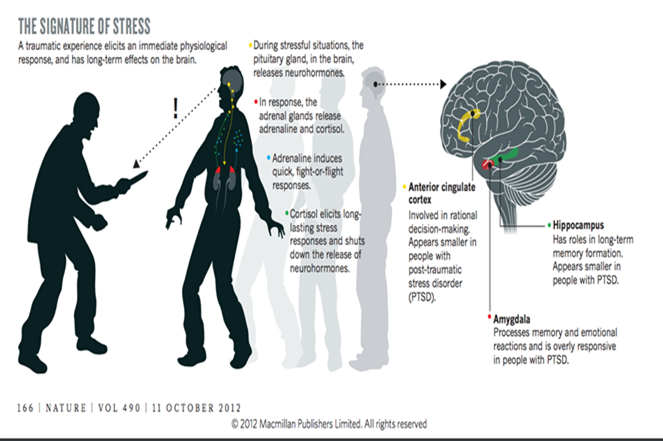 THE SIGNATURE OF STRESS
A traumatic experience elicits an immediate physiological
response, and has long-term effects on the brain.
!
During stressful situations, the
pituitary gland, in the brain,
releases neurohormones.
In response, the
adrenal glands release
adrenaline and cortisol.
Adrenaline induces
quick, fight-or-flight
responses.
Cortisol elicits long-
lasting stress
responses and shuts
down the release of
neurohormones.
Anterior cingulate
cortex
Involved in rational
decision-making.
Appears smaller in
people with
post-traumatic
stress disorder
(PTSD).
Hippocampus
Has roles in long-term
memory formation.
Appears smaller in
people with PTSD.
Amygdala
Processes memory and emotional
reactions and is overly responsive
in people with PTSD.
166 | NATURE | VOL 490 | 11 OCTOBER 2012
© 2012 Macmillan Publishers Limited. All rights reserved